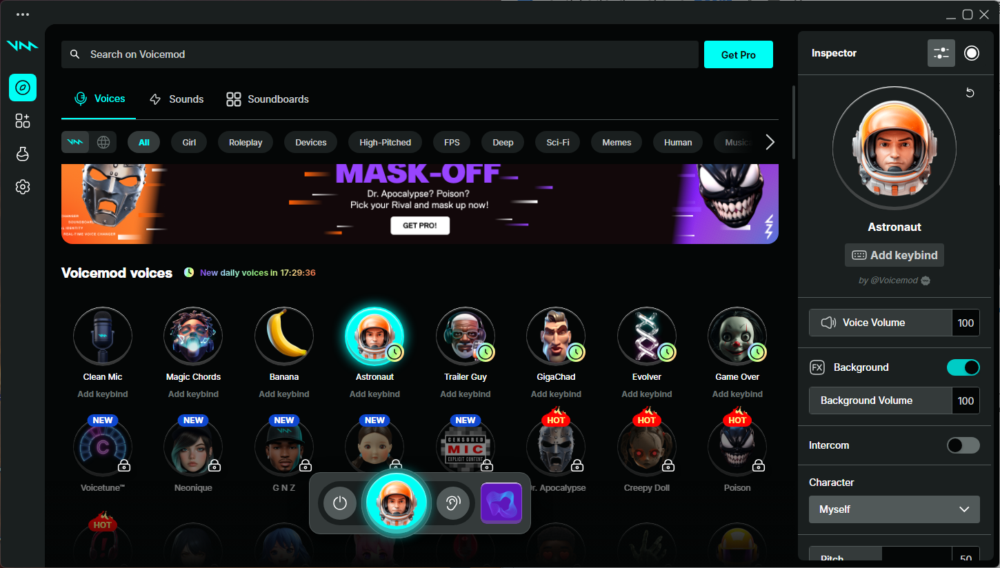 Search on Voicemod
Get Pro
Voices
Sounds
Soundboards
All
Girl
Roleplay
Devices
High-Pitched
FPS
Deep
Sci-Fi
Memes
Human
Music
MASK-OFF
Dr. Apocalypse? Poison?
Pick your Rival and mask up now!
GET PRO!
CHANGER
SOUNDBOARD
L IDENTITY
REAL-TIME VOICE CHANGER
Voicemod voices
New daily voices in 17:29:36
Clean Mic
Magic Chords
Banana
Astronaut
Trailer Guy
GigaChad
Evolver
Game Over
Add keybind
Add keybind
Add keybind
Add keybind
Add keybind
Add keybind
Add keybind
Add keybind
NEW
NEW
NEW
NEW
NEW
HOT
HOT
HOT
C
CENSORED
MIC
EXPLICIT CONTENT
Voicetune™
Neonique
G N Z
r. Apocalypse
Creepy Doll
Poison
HOT
Inspector
Astronaut
Add keybind
by @Voicemod
Voice Volume
100
FX
Background
Background Volume
100
Intercom
Character
Myself
Pitch
50